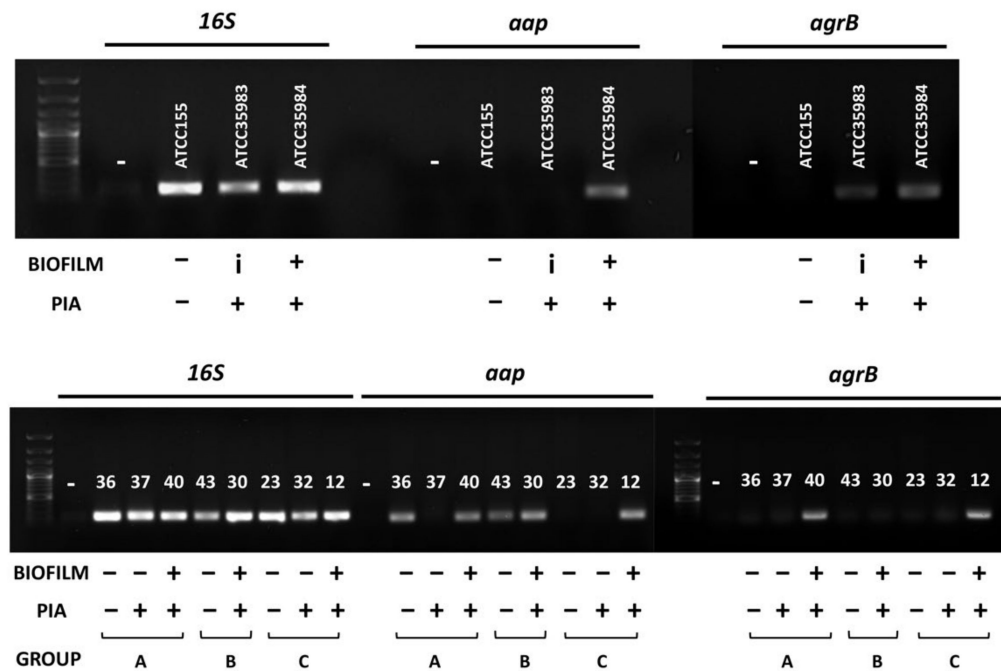 16S aap agrB
- ATCC155 ATCC35983 ATCC35984 - ATCC155 ATCC35983 ATCC35984 - ATCC155 ATCC35983 ATCC35984
BIOFILM − i + − i + − i +
PIA − + + − + + − + +
16S aap agrB
- 36 37 40 43 30 23 32 12 - 36 37 40 43 30 23 32 12 - 36 37 40 43 30 23 32 12
BIOFILM − − + − + − − + − − + − + − − + − − + − + − − +
PIA − + + − + − + + − + + − + − + + − + + − + − + +
GROUP A B C A B C A B C